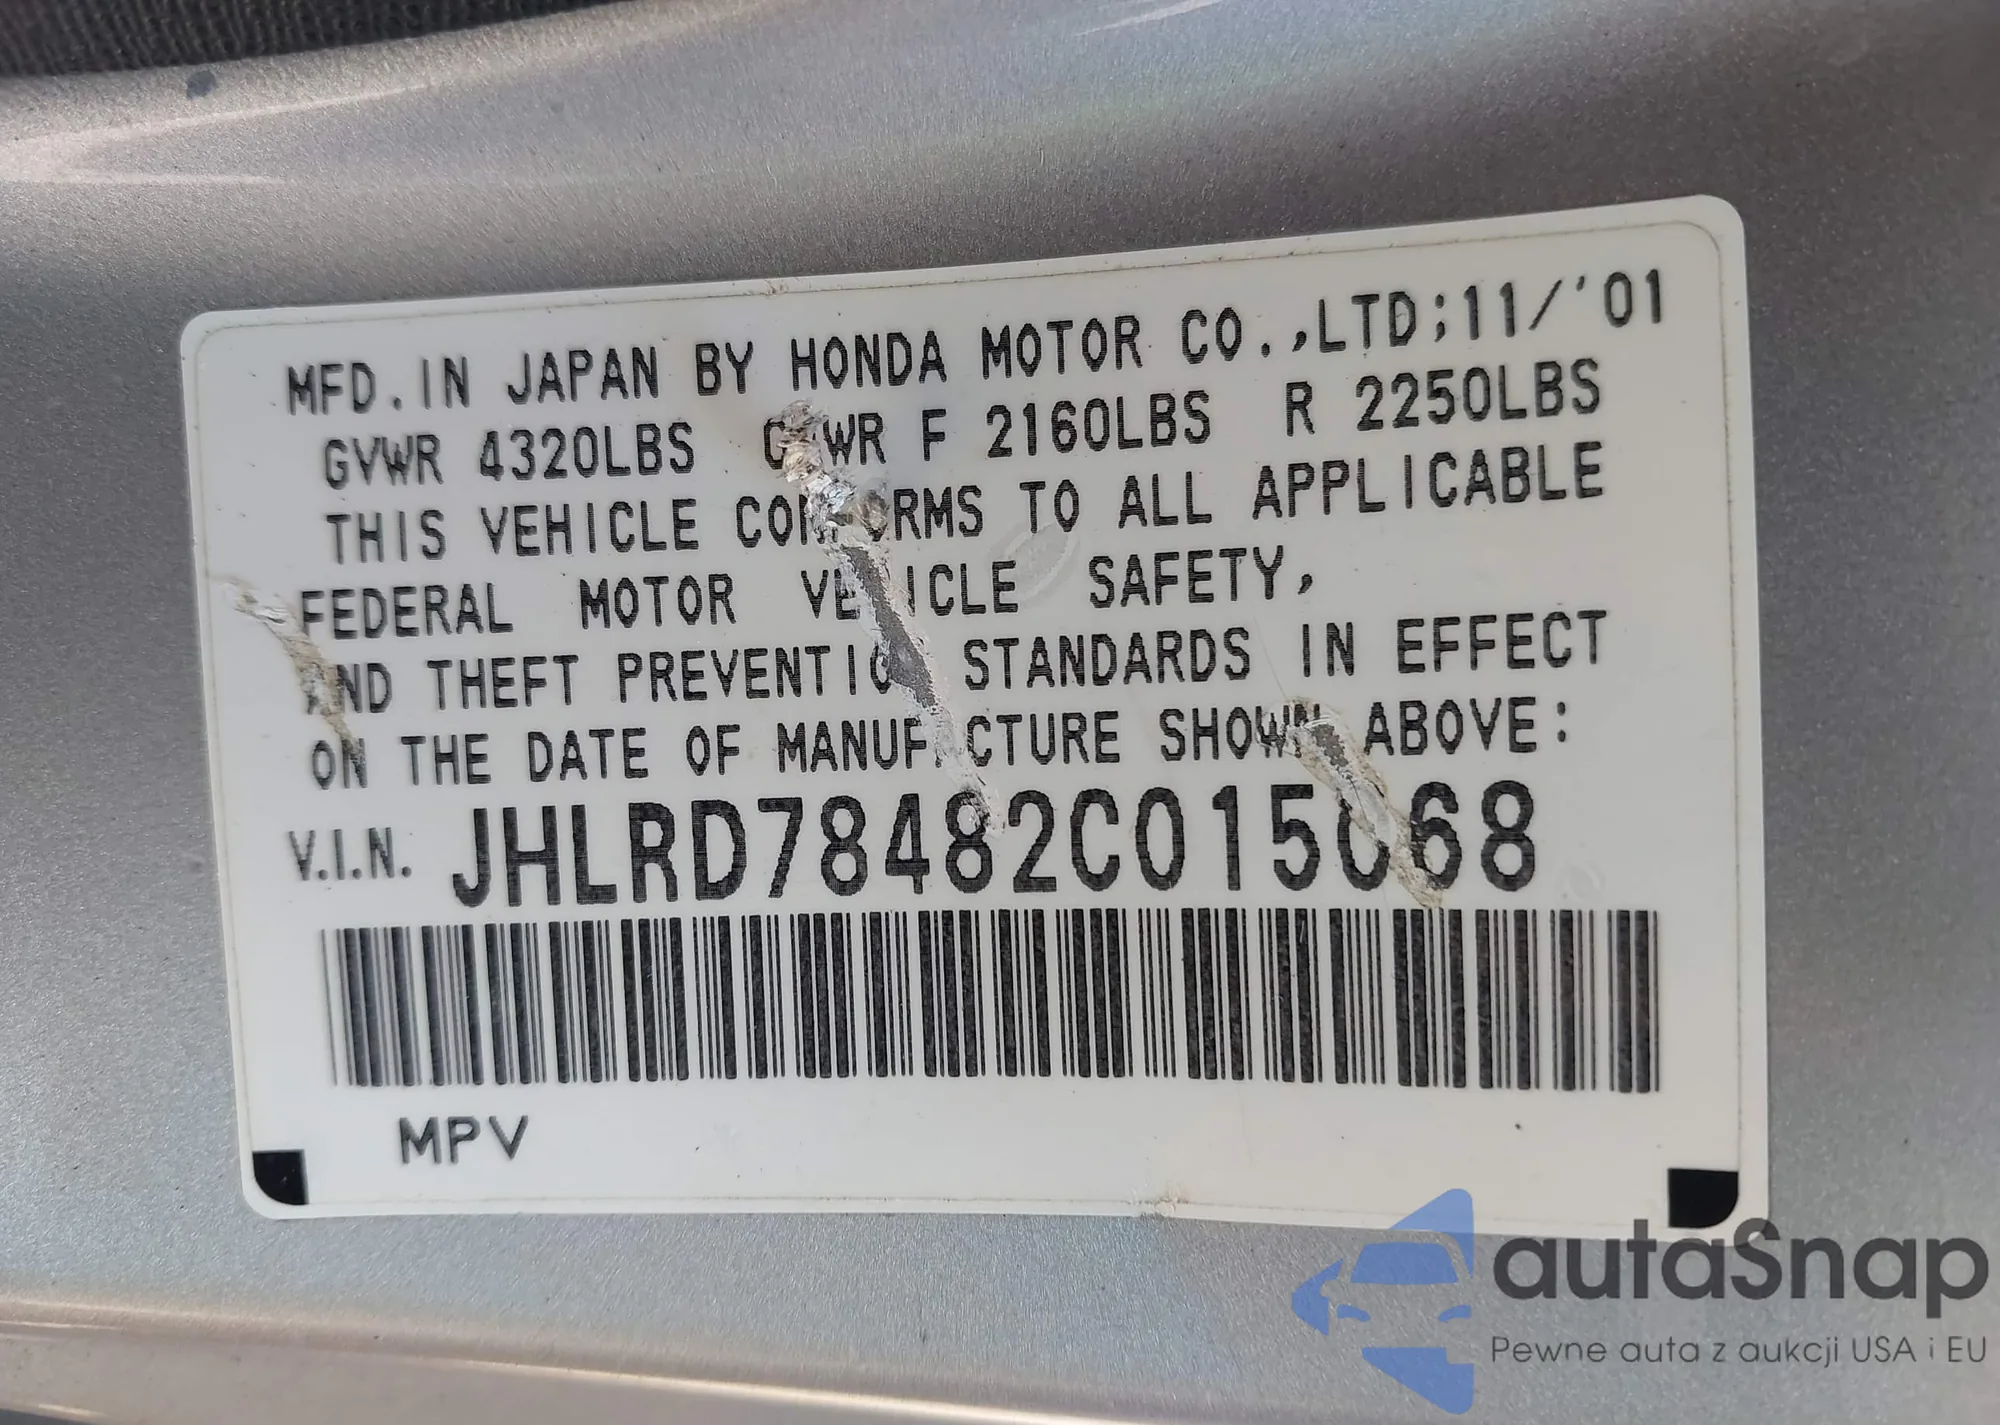 MFD. IN JAPAN BY HONDA MOTOR CO.,LTD;11/'01
GVWR 4320LBS GAWR F 2160LBS R 2250LBS
THIS VEHICLE CONFORMS TO ALL APPLICABLE
FEDERAL MOTOR VEHICLE SAFETY,
AND THEFT PREVENTION STANDARDS IN EFFECT
ON THE DATE OF MANUFACTURE SHOWN ABOVE:
V.I.N. JHLRD78482C015068
MPV
autaSnap
Pewne auta z aukcji USA i EU